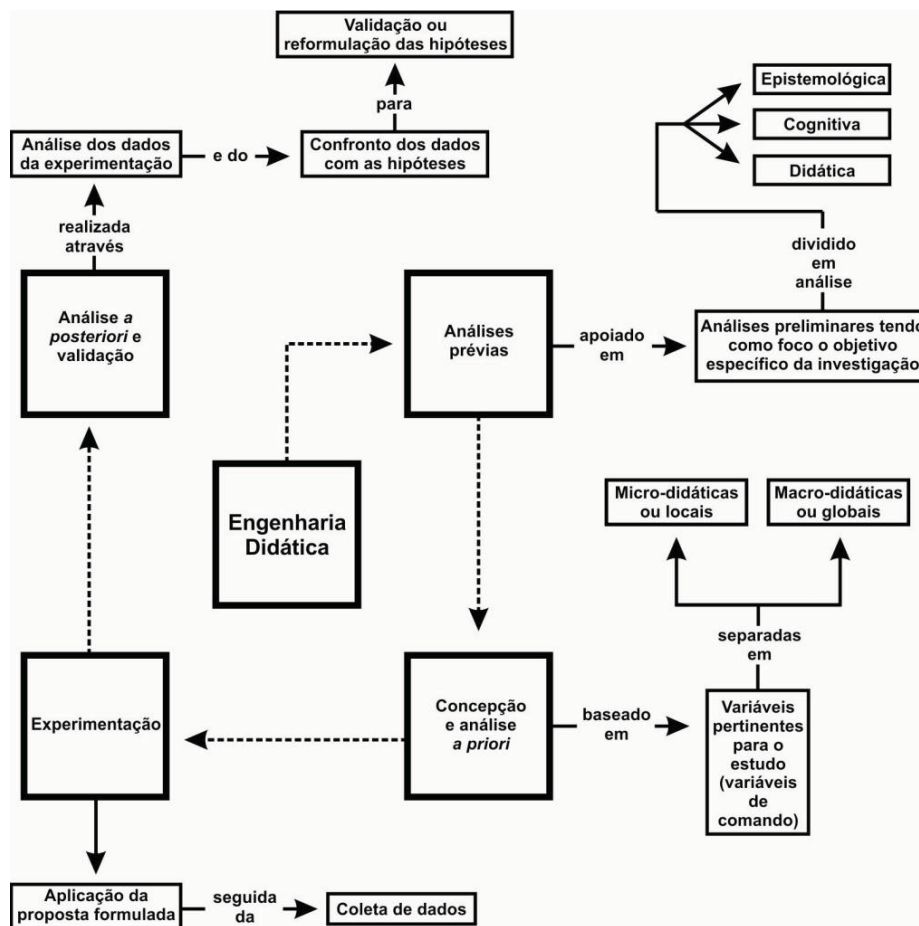 Validação ou
reformulação das hipóteses
para
Análise dos dados
da experimentação
e do
Confronto dos dados
com as hipóteses
Epistemológica
Cognitiva
Didática
realizada
através
dividido
em
análise
Análise a
posteriori e
validação
Análises
prévias
apoiado
em
Análises preliminares tendo
como foco o objetivo
específico da investigação
Engenharia
Didática
Micro-didáticas
ou locais
Macro-didáticas
ou globais
separadas
em
Experimentação
Concepção
e análise
a priori
baseado
em
Variáveis
pertinentes
para o
estudo
(variáveis
de
comando)
Aplicação da
proposta formulada
seguida
da
Coleta de dados